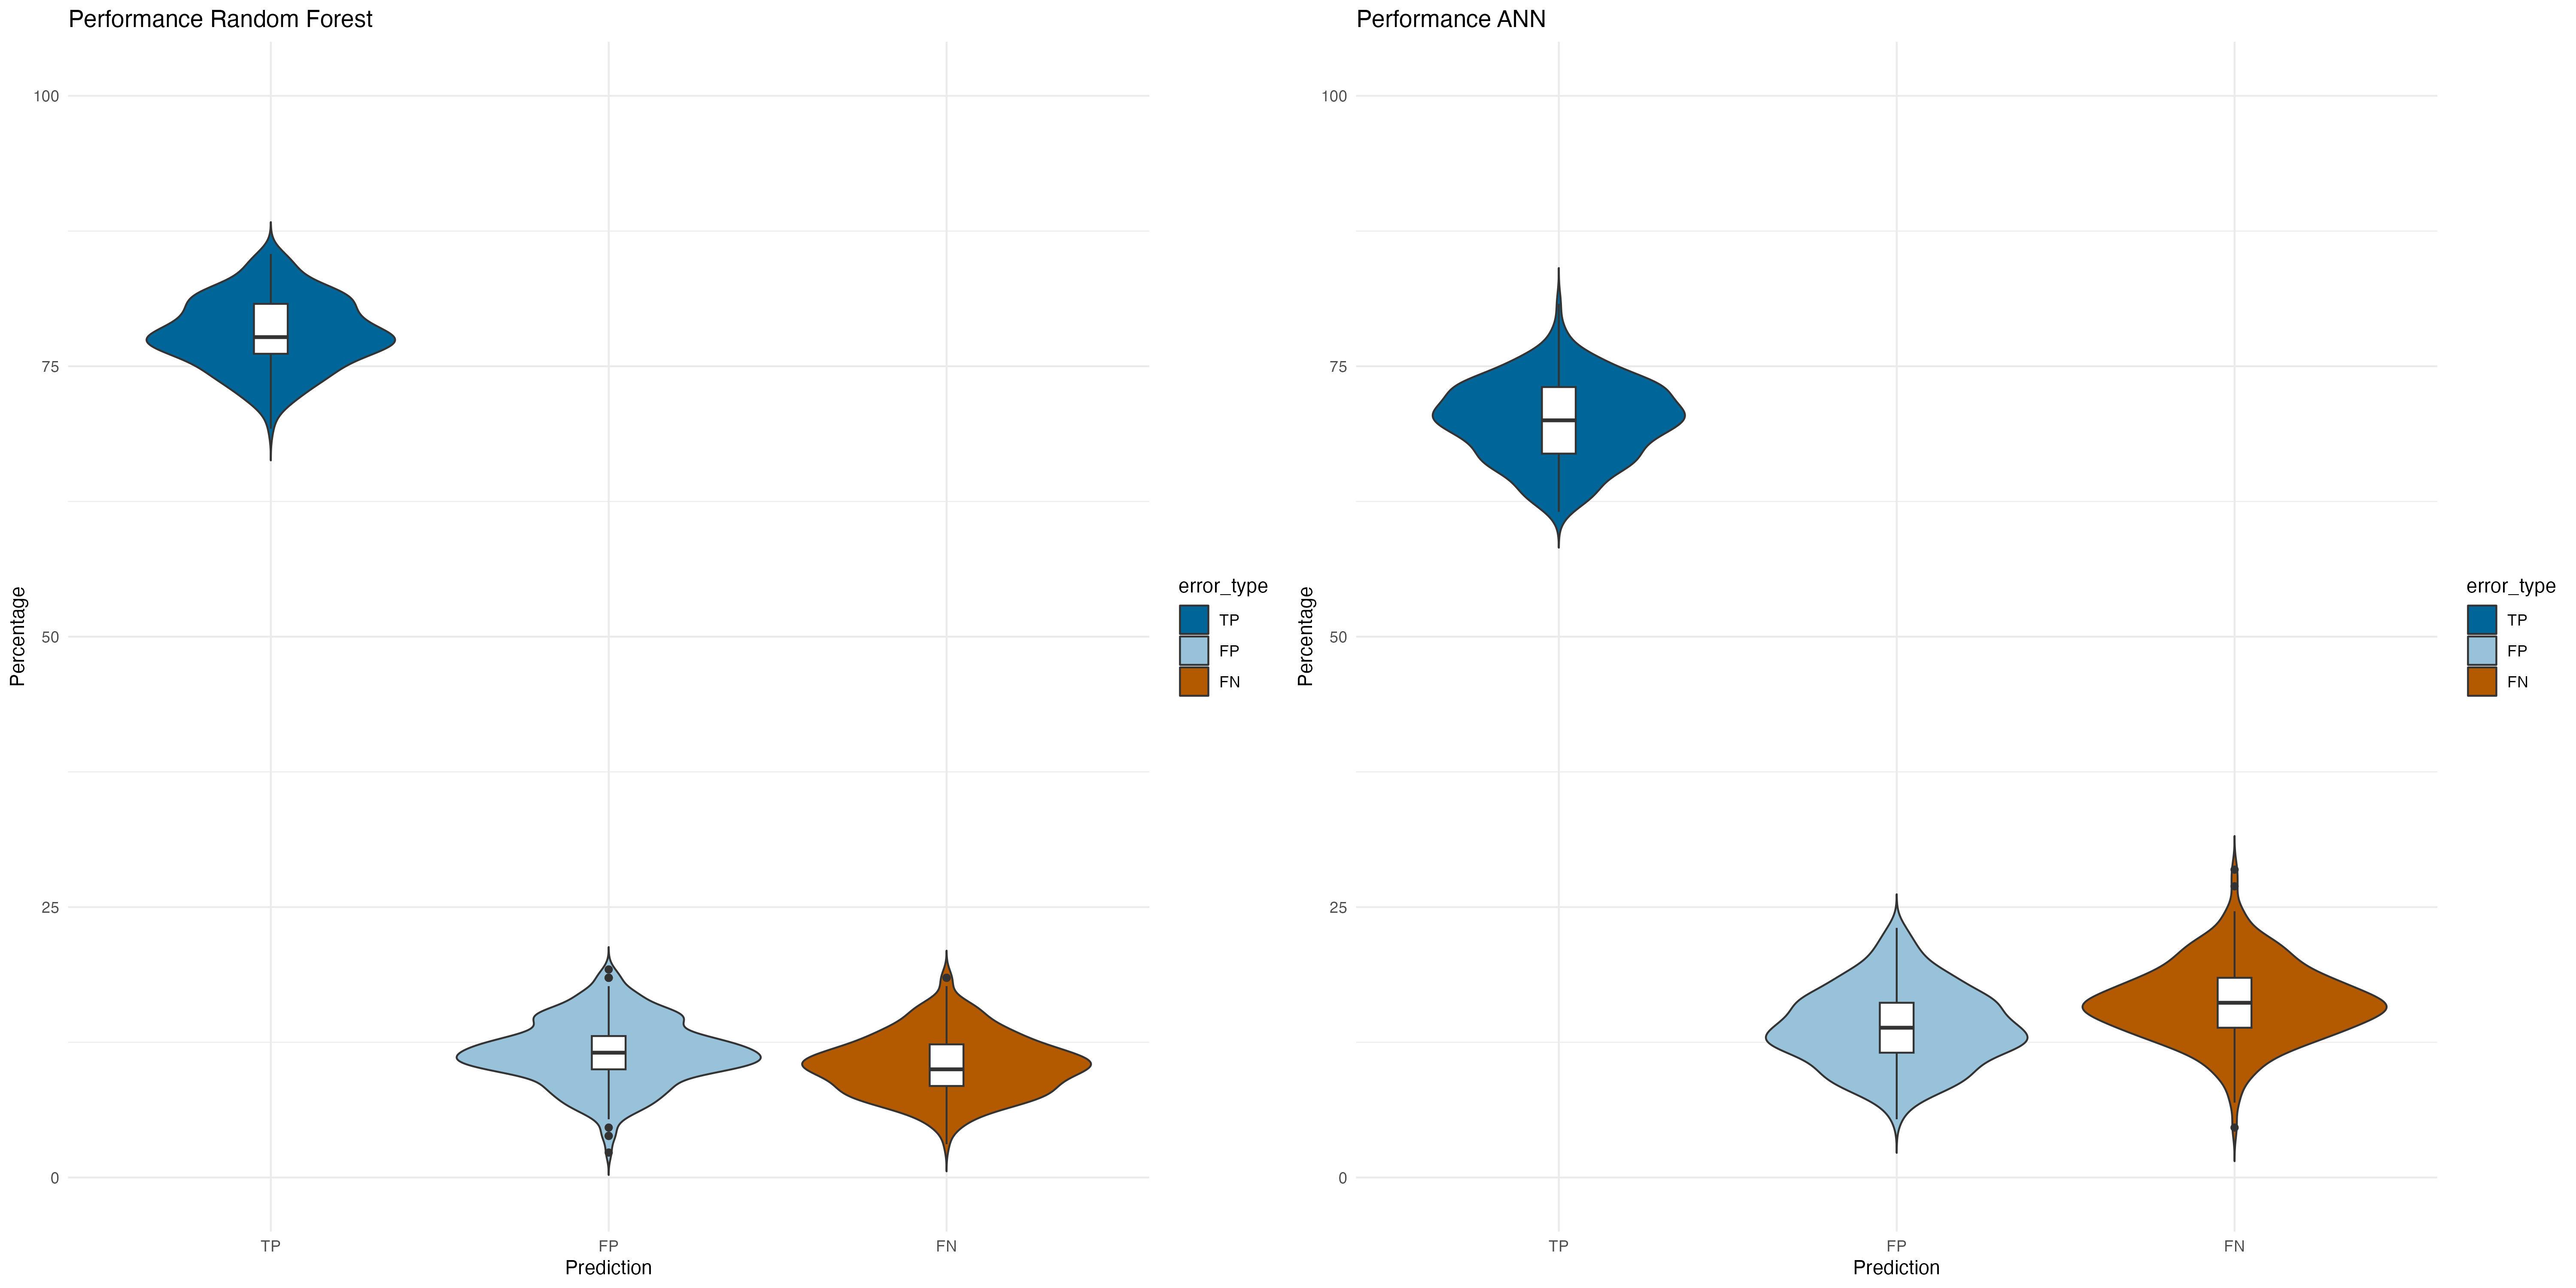 Performance Random Forest
100
75
50
25
0
Percentage
TP
FP
FN
Prediction
error_type
TP
FP
FN
Performance ANN
100
75
50
25
0
Percentage
TP
FP
FN
Prediction
error_type
TP
FP
FN